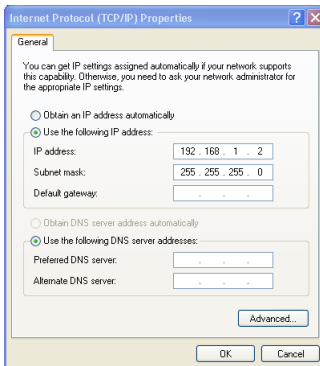 Internet Protocol (TCP/IP) Properties
General
You can get IP settings assigned automatically if your network supports
this capability. Otherwise, you need to ask your network administrator for
the appropriate IP settings.
Obtain an IP address automatically
Use the following IP address:
IP address: 192 . 168 . 1 . 2
Subnet mask: 255 . 255 . 255 . 0
Default gateway: . . .
Obtain DNS server address automatically
Use the following DNS server addresses:
Preferred DNS server: . . .
Alternate DNS server: . . .
Advanced...
OK Cancel